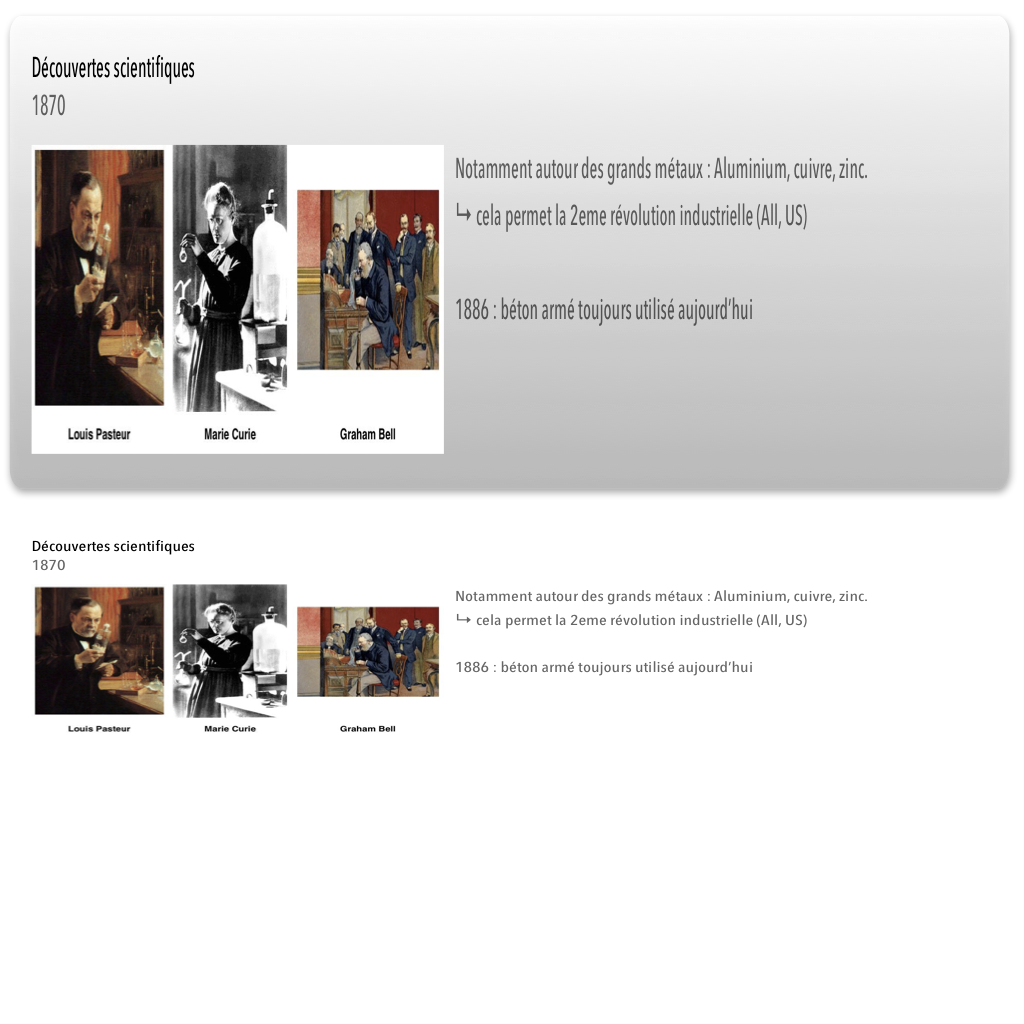 Découvertes scientifiques
1870
Notamment autour des grands métaux : Aluminium, cuivre, zinc.
↳ cela permet la 2eme révolution industrielle (All, US)
1886 : béton armé toujours utilisé aujourd’hui
Louis Pasteur Marie Curie Graham Bell
Découvertes scientifiques
1870
Notamment autour des grands métaux : Aluminium, cuivre, zinc.
↳ cela permet la 2eme révolution industrielle (All, US)
1886 : béton armé toujours utilisé aujourd’hui
Louis Pasteur Marie Curie Graham Bell